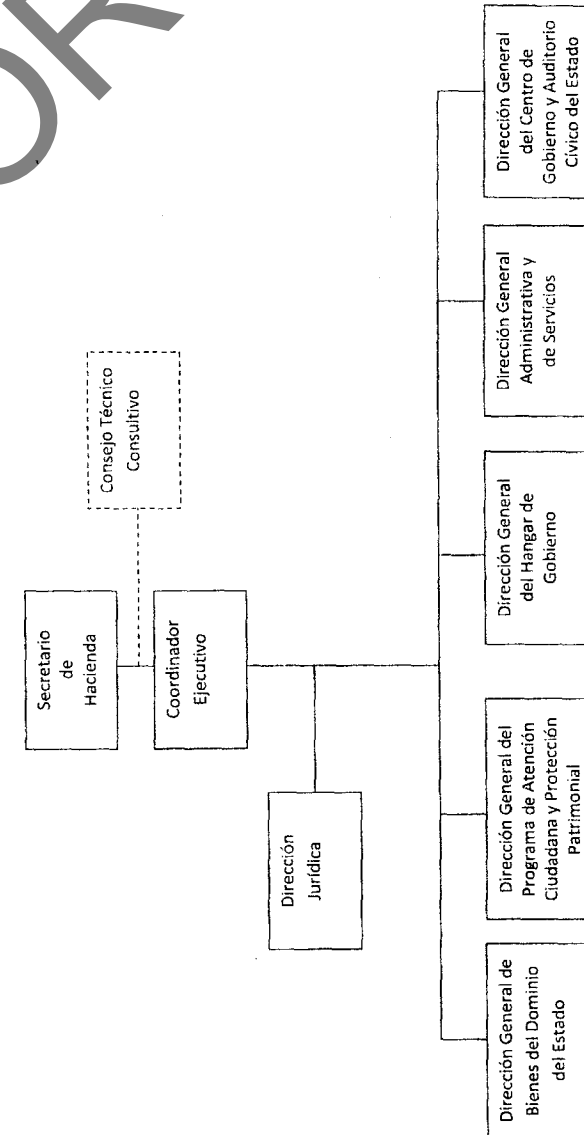 Secretario
de
Hacienda
Consejo Técnico
Consultivo
Coordinador
Ejecutivo
Dirección
Jurídica
Dirección General de
Bienes del Dominio
del Estado
Dirección General del
Programa de Atención
Ciudadana y Protección
Patrimonial
Dirección General
del Hangar de
Gobierno
Dirección General
Administrativa y
de Servicios
Dirección General
del Centro de
Gobierno y Auditorio
Cívico del Estado